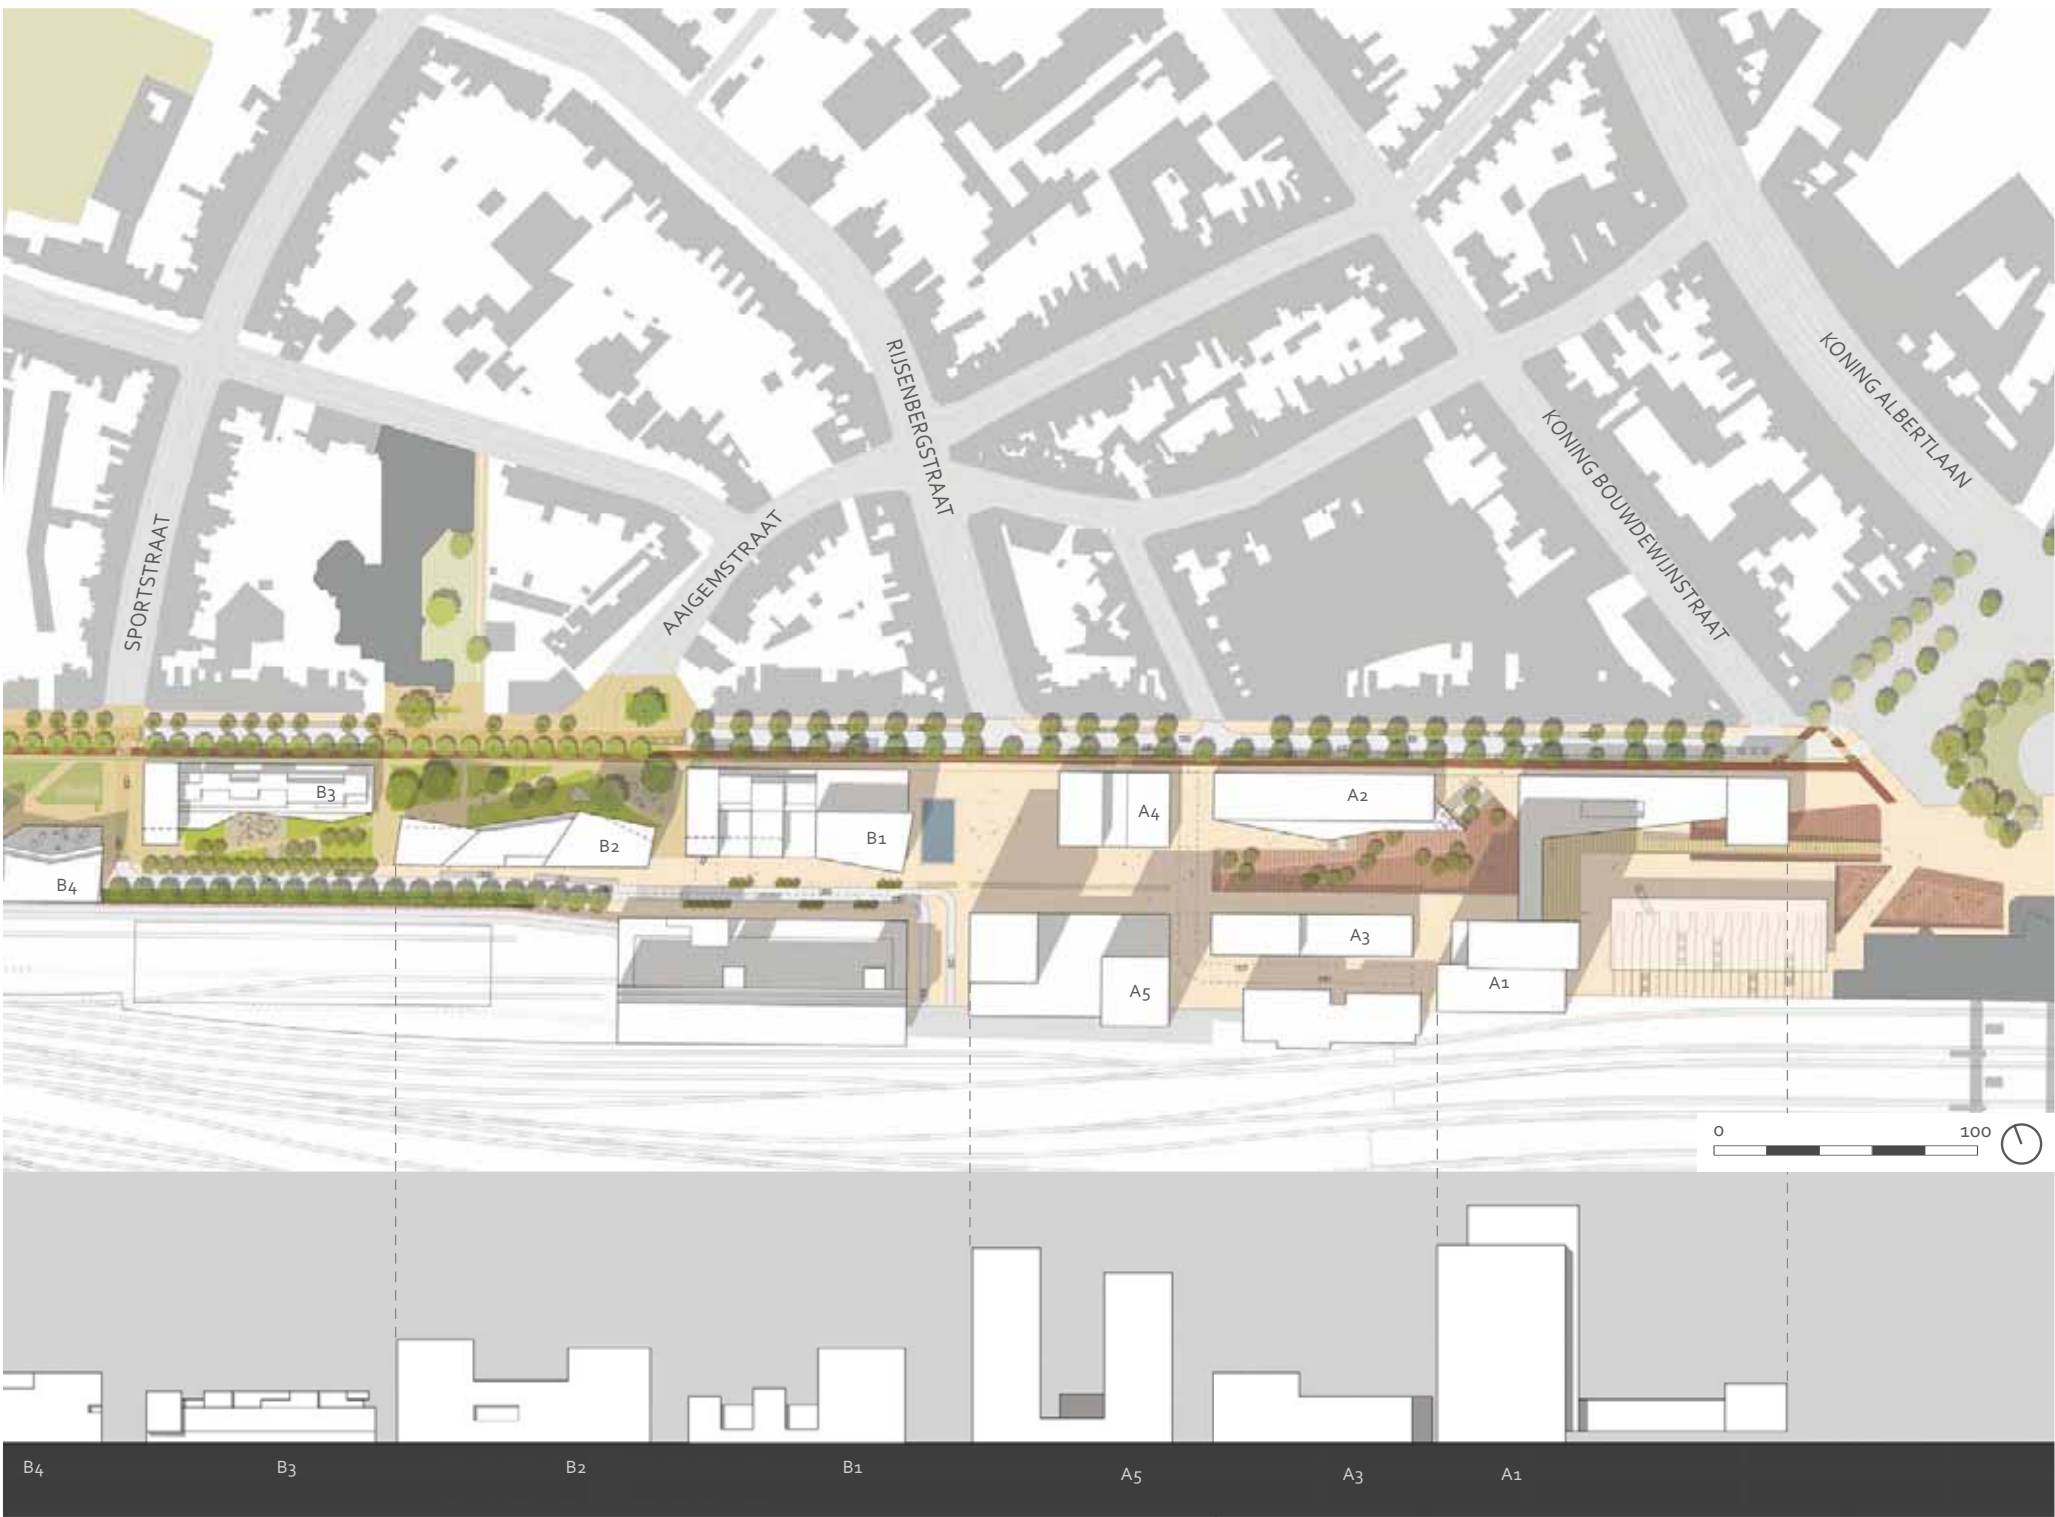 RIJSENBERGSTRAAT
KONING ALBERTLAAN
KONING BOUWDEWIJNSTRAAT
SPORTSTRAAT
AAIGEMSTRAAT
B3
A4
A2
B1
B2
B4
A3
A5
A1
0 100
B4 B3 B2 B1 A5 A3 A1